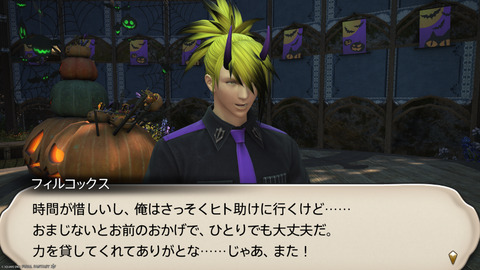 フィルコックス
時間が惜しいし、俺はさっそくヒト助けに行くけど……
おまじないとお前のおかげで、ひとりでも大丈夫だ。
力を貸してくれてありがとな……じゃあ、また！